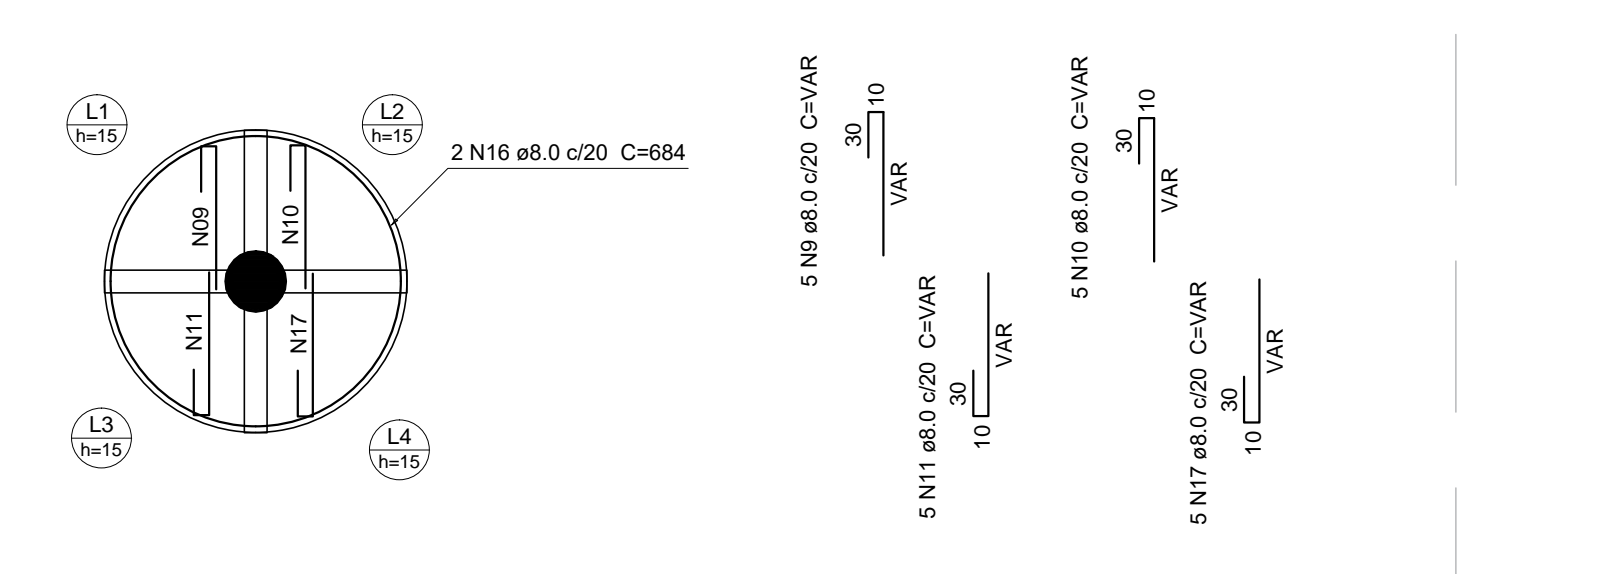 L1
h=15
L2
h=15
2 N16 ø8.0 c/20 C=684
N09
N10
N11
N17
L3
h=15
L4
h=15
5 N9 ø8.0 c/20 C=VAR
30
10
VAR
5 N10 ø8.0 c/20 C=VAR
30
10
VAR
5 N11 ø8.0 c/20 C=VAR
30
10
VAR
5 N17 ø8.0 c/20 C=VAR
30
10
VAR